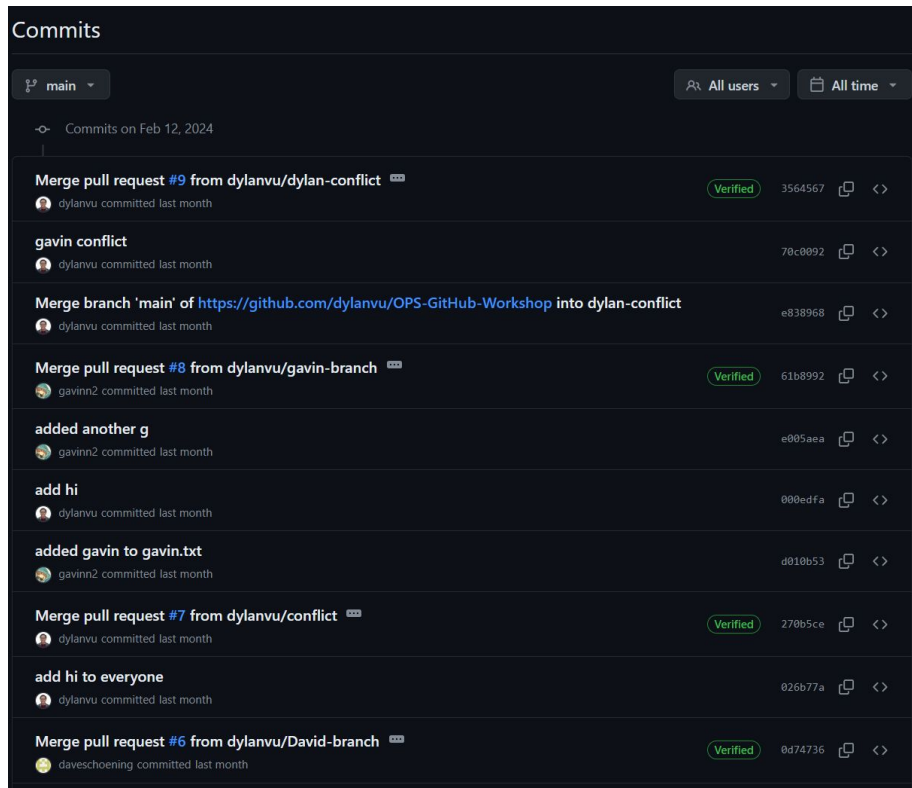 Commits
main
All users
All time
Commits on Feb 12, 2024
Merge pull request #9 from dylanvu/dylan-conflict
Verified 3564567
dylanvu committed last month
gavin conflict
70c0092
dylanvu committed last month
Merge branch 'main' of https://github.com/dylanvu/OPS-GitHub-Workshop into dylan-conflict
e838968
dylanvu committed last month
Merge pull request #8 from dylanvu/gavin-branch
Verified 61b8992
gavinn2 committed last month
added another g
e005aea
gavinn2 committed last month
add hi
000edfa
dylanvu committed last month
added gavin to gavin.txt
d010b53
gavinn2 committed last month
Merge pull request #7 from dylanvu/conflict
Verified 270b5ce
dylanvu committed last month
add hi to everyone
026b77a
dylanvu committed last month
Merge pull request #6 from dylanvu/David-branch
Verified 0d74736
daveschoening committed last month